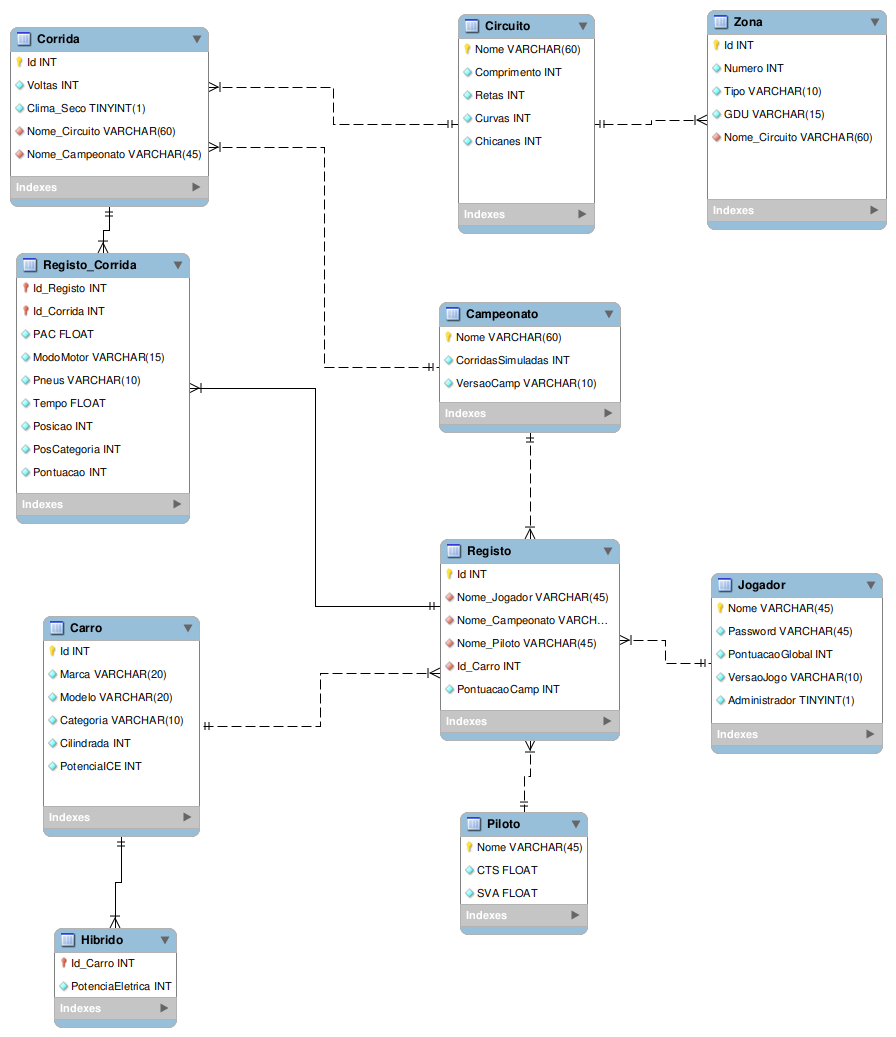 Corrida
Id INT
Voltas INT
Clima_Seco TINYINT(1)
Nome_Circuito VARCHAR(60)
Nome_Campeonato VARCHAR(45)
Indexes
Circuito
Nome VARCHAR(60)
Comprimento INT
Retas INT
Curvas INT
Chicanes INT
Indexes
Zona
Id INT
Numero INT
Tipo VARCHAR(10)
GDU VARCHAR(15)
Nome_Circuito VARCHAR(60)
Indexes
Registo_Corrida
Id_Registo INT
Id_Corrida INT
PAC FLOAT
ModoMotor VARCHAR(15)
Pneus VARCHAR(10)
Tempo FLOAT
Posicao INT
PosCategoria INT
Pontuacao INT
Indexes
Campeonato
Nome VARCHAR(60)
CorridasSimuladas INT
VersaoCamp VARCHAR(10)
Indexes
Registo
Id INT
Nome_Jogador VARCHAR(45)
Nome_Campeonato VARCH...
Nome_Piloto VARCHAR(45)
Id_Carro INT
PontuacaoCamp INT
Indexes
Jogador
Nome VARCHAR(45)
Password VARCHAR(45)
PontuacaoGlobal INT
VersaoJogo VARCHAR(10)
Administrador TINYINT(1)
Indexes
Carro
Id INT
Marca VARCHAR(20)
Modelo VARCHAR(20)
Categoria VARCHAR(10)
Cilindrada INT
PotenciaICE INT
Indexes
Piloto
Nome VARCHAR(45)
CTS FLOAT
SVA FLOAT
Indexes
Hibrido
Id_Carro INT
PotenciaEletrica INT
Indexes